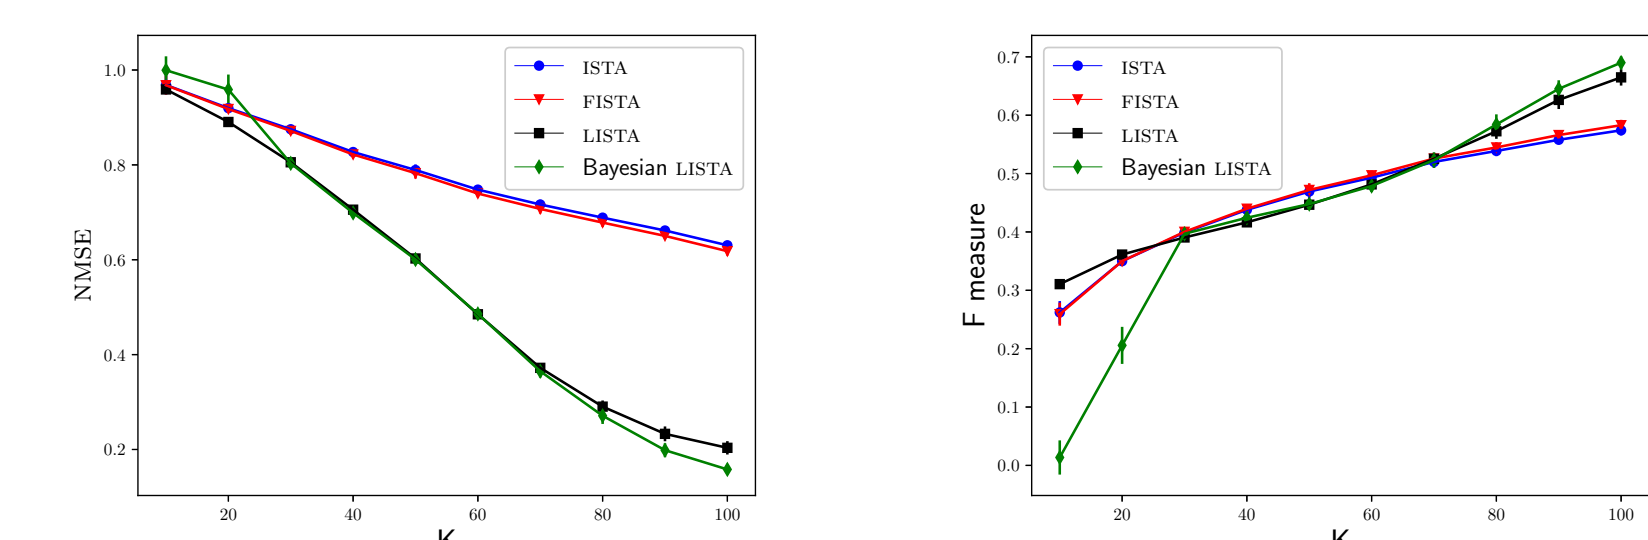 1.0
0.8
0.6
0.4
0.2
NMSE
20 40 60 80 100
K
ISTA
FISTA
LISTA
Bayesian LISTA
0.7
0.6
0.5
0.4
0.3
0.2
0.1
0.0
F measure
20 40 60 80 100
K
ISTA
FISTA
LISTA
Bayesian LISTA